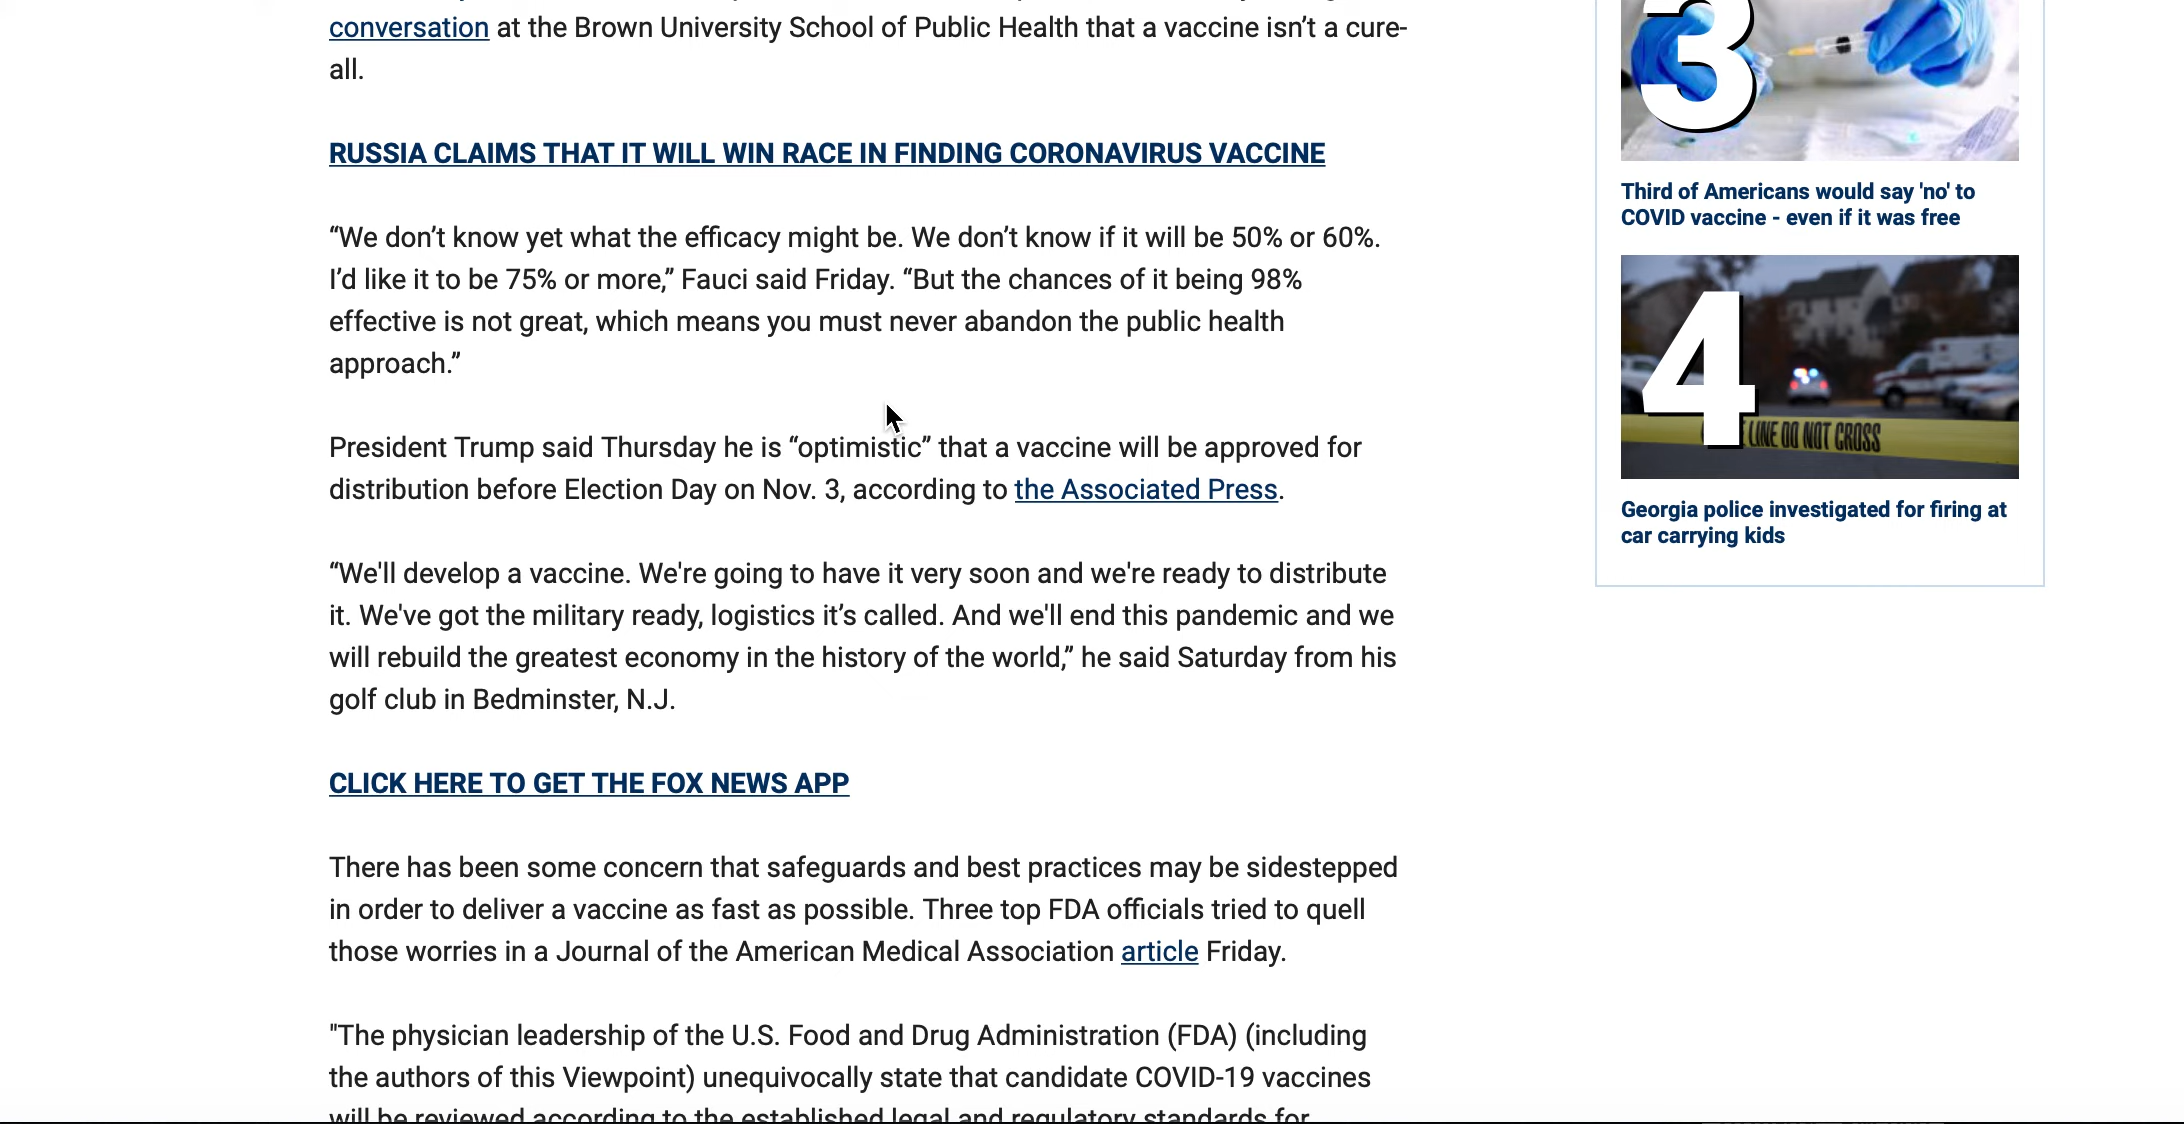 conversation at the Brown University School of Public Health that a vaccine isn’t a cure-
all.
RUSSIA CLAIMS THAT IT WILL WIN RACE IN FINDING CORONAVIRUS VACCINE
“We don’t know yet what the efficacy might be. We don’t know if it will be 50% or 60%.
I’d like it to be 75% or more,” Fauci said Friday. “But the chances of it being 98%
effective is not great, which means you must never abandon the public health
approach.”
President Trump said Thursday he is “optimistic” that a vaccine will be approved for
distribution before Election Day on Nov. 3, according to the Associated Press.
“We'll develop a vaccine. We're going to have it very soon and we're ready to distribute
it. We've got the military ready, logistics it’s called. And we'll end this pandemic and we
will rebuild the greatest economy in the history of the world,” he said Saturday from his
golf club in Bedminster, N.J.
CLICK HERE TO GET THE FOX NEWS APP
There has been some concern that safeguards and best practices may be sidestepped
in order to deliver a vaccine as fast as possible. Three top FDA officials tried to quell
those worries in a Journal of the American Medical Association article Friday.
"The physician leadership of the U.S. Food and Drug Administration (FDA) (including
the authors of this Viewpoint) unequivocally state that candidate COVID-19 vaccines
will be reviewed according to the established legal and regulatory standards for
3
Third of Americans would say 'no' to
COVID vaccine - even if it was free
4
LINE DO NOT CROSS
Georgia police investigated for firing at
car carrying kids